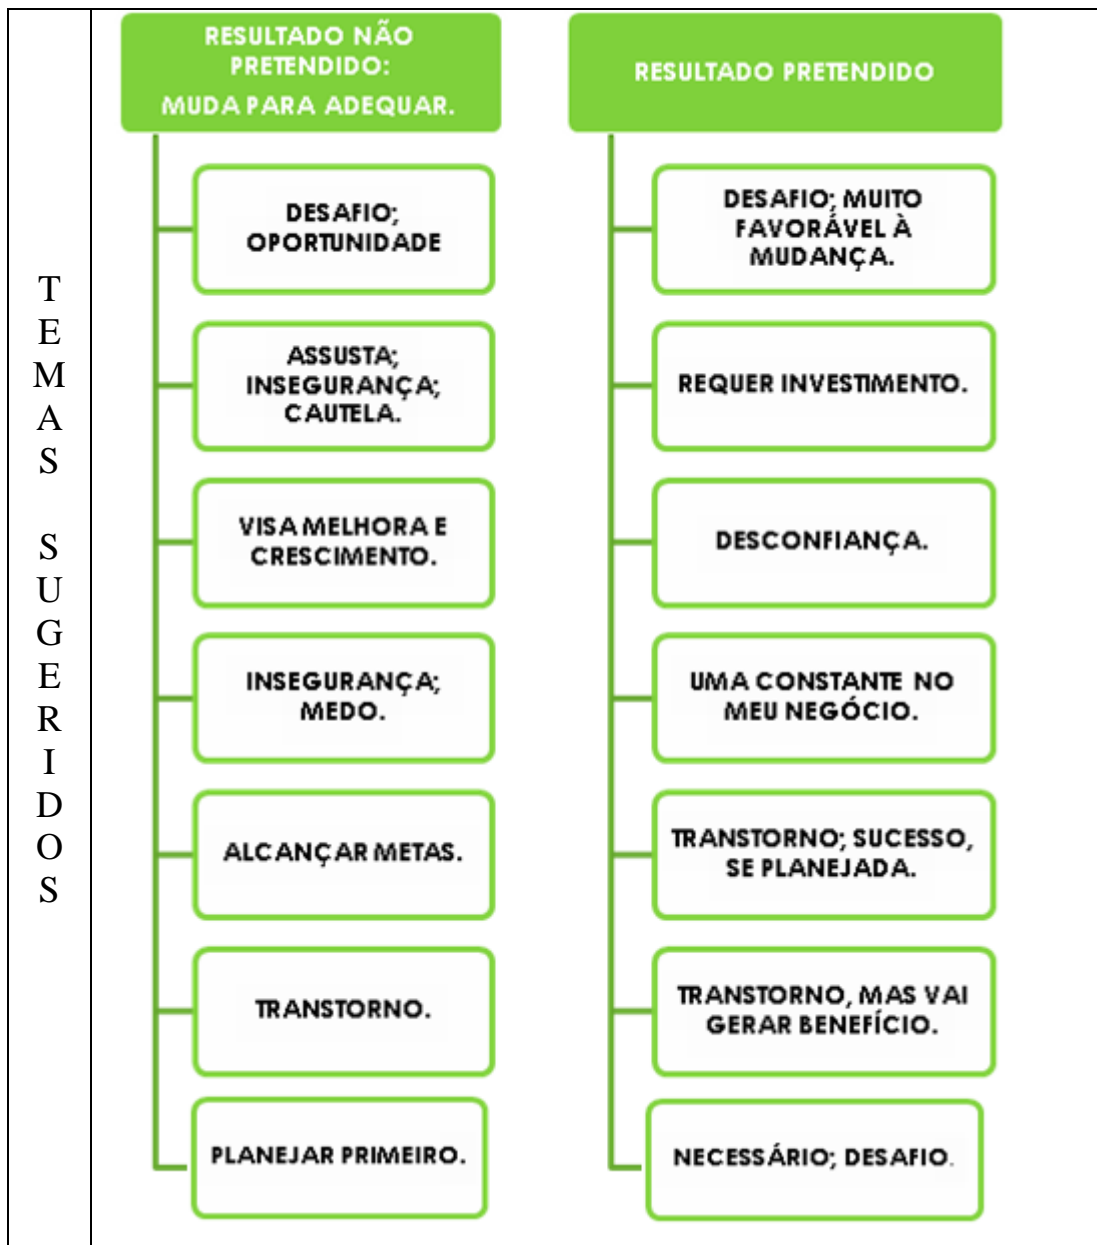 TEMAS SUGERIDOS
RESULTADO NÃO
PRETENDIDO:
MUDA PARA ADEQUAR.
DESAFIO;
OPORTUNIDADE
ASSUSTA;
INSEGURANÇA;
CAUTELA.
VISA MELHORA E
CRESCIMENTO.
INSEGURANÇA;
MEDO.
ALCANÇAR METAS.
TRANSTORNO.
PLANEJAR PRIMEIRO.
RESULTADO PRETENDIDO
DESAFIO; MUITO
FAVORÁVEL À
MUDANÇA.
REQUER INVESTIMENTO.
DESCONFIANÇA.
UMA CONSTANTE NO
MEU NEGÓCIO.
TRANSTORNO; SUCESSO,
SE PLANEJADA.
TRANSTORNO, MAS VAI
GERAR BENEFÍCIO.
NECESSÁRIO; DESAFIO.